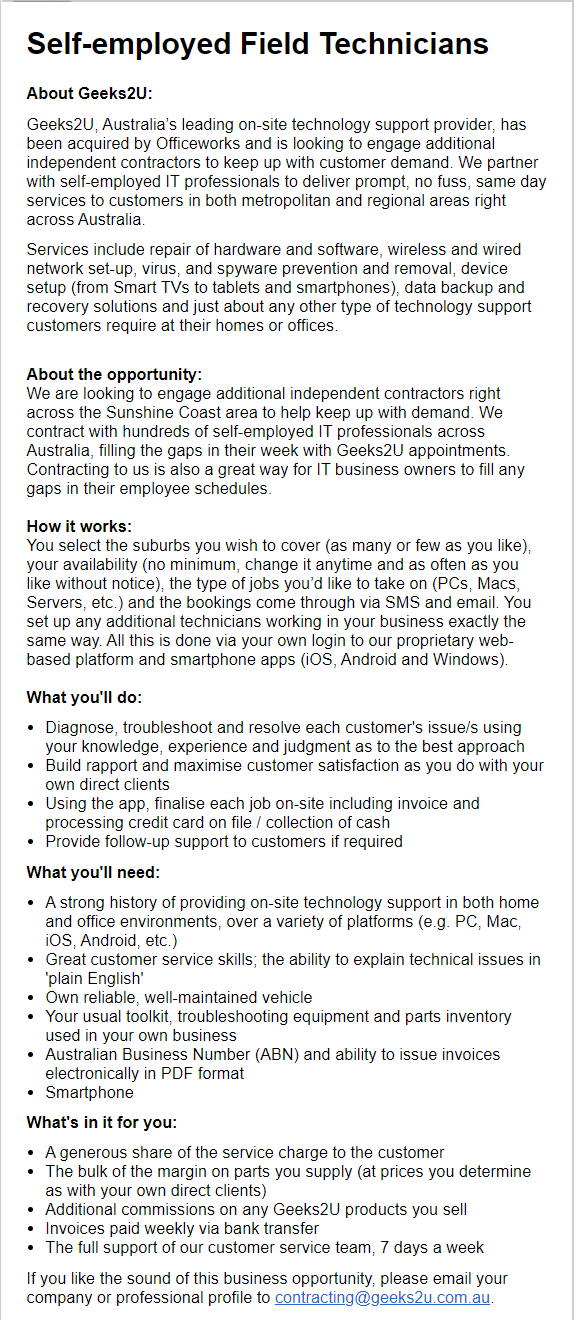 Self-employed Field Technicians
About Geeks2U:
Geeks2U, Australia's leading on-site technology support provider, has
been acquired by Officeworks and is looking to engage additional
independent contractors to keep up with customer demand. We partner
with self-employed IT professionals to deliver prompt, no fuss, same day
services to customers in both metropolitan and regional areas right
across Australia.
Services include repair of hardware and software, wireless and wired
network set-up, virus, and spyware prevention and removal, device
setup (from Smart TVs to tablets and smartphones), data backup and
recovery solutions and just about any other type of technology support
customers require at their homes or offices.
About the opportunity:
We are looking to engage additional independent contractors right
across the Sunshine Coast area to help keep up with demand. We
contract with hundreds of self-employed IT professionals across
Australia, filling the gaps in their week with Geeks2U appointments.
Contracting to us is also a great way for IT business owners to fill any
gaps in their employee schedules.
How it works:
You select the suburbs you wish to cover (as many or few as you like),
your availability (no minimum, change it anytime and as often as you
like without notice), the type of jobs you'd like to take on (PCs, Macs,
Servers, etc.) and the bookings come through via SMS and email. You
set up any additional technicians working in your business exactly the
same way. All this is done via your own login to our proprietary web-
based platform and smartphone apps (iOS, Android and Windows).
What you'll do:
• Diagnose, troubleshoot and resolve each customer's issue/s using
your knowledge, experience and judgment as to the best approach
• Build rapport and maximise customer satisfaction as you do with your
own direct clients
• Using the app, finalise each job on-site including invoice and
processing credit card on file / collection of cash
• Provide follow-up support to customers if required
What you'll need:
• A strong history of providing on-site technology support in both home
and office environments, over a variety of platforms (e.g. PC, Mac,
iOS, Android, etc.)
• Great customer service skills; the ability to explain technical issues in
'plain English'
• Own reliable, well-maintained vehicle
• Your usual toolkit, troubleshooting equipment and parts inventory
used in your own business
• Australian Business Number (ABN) and ability to issue invoices
electronically in PDF format
• Smartphone
What's in it for you:
• A generous share of the service charge to the customer
• The bulk of the margin on parts you supply (at prices you determine
as with your own direct clients)
• Additional commissions on any Geeks2U products you sell
• Invoices paid weekly via bank transfer
• The full support of our customer service team, 7 days a week
If you like the sound of this business opportunity, please email your
company or professional profile to contracting@geeks2u.com.au.